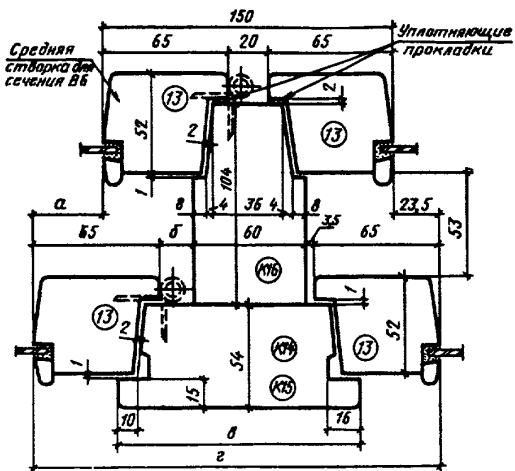 150
65 20 65
Уплотняющие
прокладки
Средняя
створка для
сечения В6
13
52
2
2
13
1
104
а
8 4 36 4 8
23,5
53
65 б 60 3,5 65
К16
13
2
1
1
52
13
54
К14
К15
15
10
16
в
г